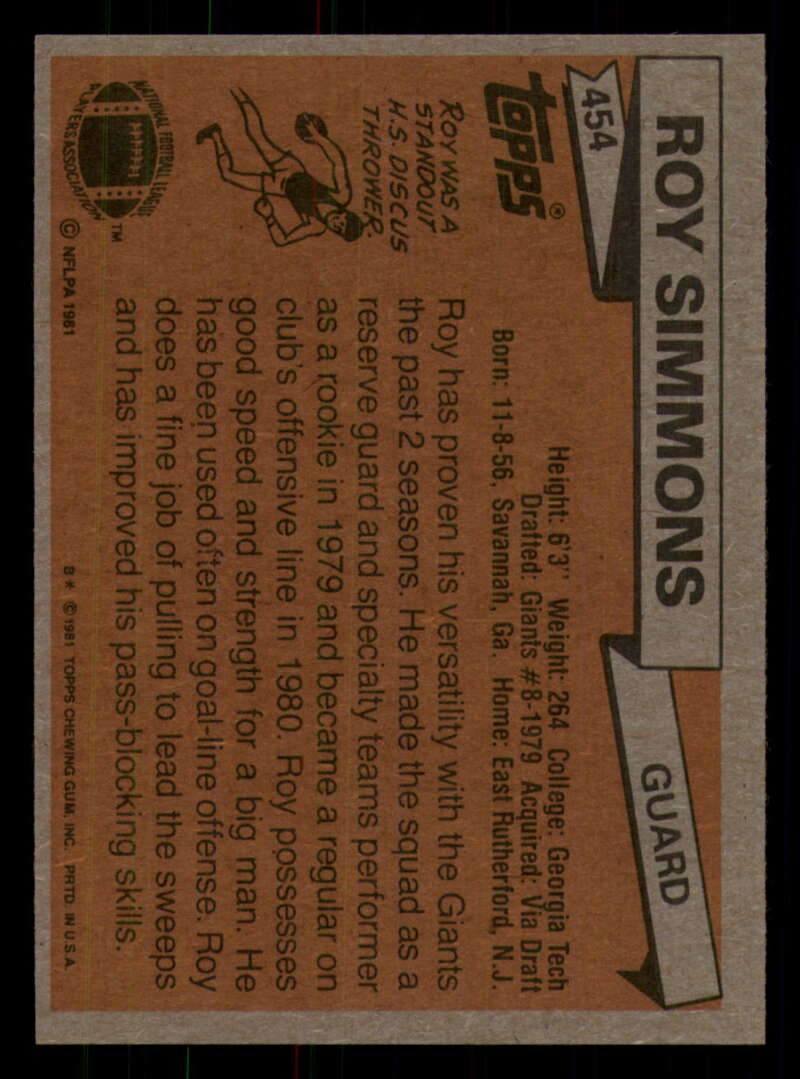 454
ROY SIMMONS
GUARD
TOPPS®
Height: 6'3" Weight: 264 College: Georgia Tech
Drafted: Giants #8-1979 Acquired: Via Draft
Born: 11-8-56, Savannah, Ga. Home: East Rutherford, N.J.
ROY WAS A
STANDOUT
H.S. DISCUS
THROWER.
Roy has proven his versatility with the Giants
the past 2 seasons. He made the squad as a
reserve guard and specialty teams performer
as a rookie in 1979 and became a regular on
club's offensive line in 1980. Roy possesses
good speed and strength for a big man. He
has been used often on goal-line offense. Roy
does a fine job of pulling to lead the sweeps
and has improved his pass-blocking skills.
NATIONAL FOOTBALL LEAGUE
PLAYERS ASSOCIATION
TM
© NFLPA 1981
8* © 1981 TOPPS CHEWING GUM, INC. PRTD. IN U.S.A.